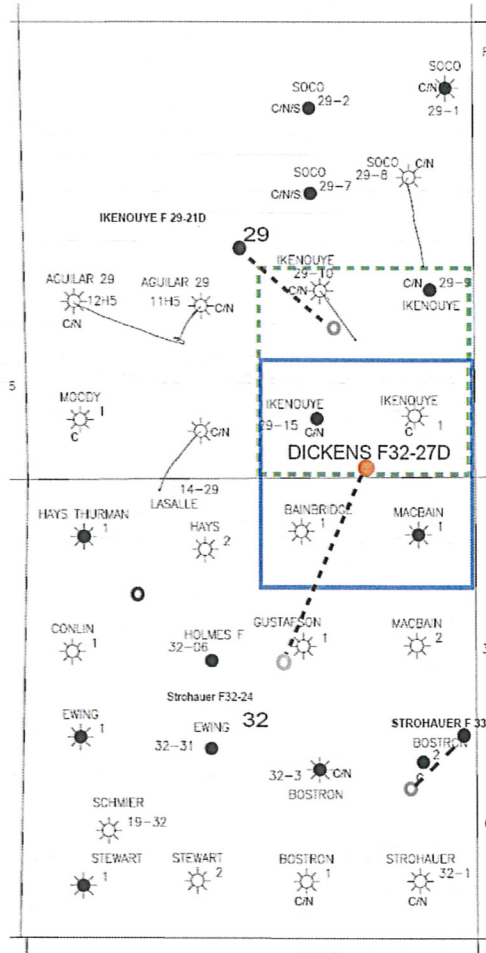 SOCO
C/N
29-1
SOCO
C/N/S 29-2
SOCO
C/N/S 29-7
SOCO C/N
29-8
IKENOUYE F 29-21D
29
IKENOUYE
29-10
C/N
C/N 29-9
IKENOUYE
AGUILAR 29
12H5
C/N
AGUILAR 29
11H5 C/N
5
MOODY
1
C
C/N
IKENOUYE
29-15
C/N
IKENOUYE
1
C
DICKENS F32-27D
14-29
LASALLE
HAYS THURMAN
1
HAYS
2
BAINBRIDGE
1
MACBAIN
1
CONLIN
1
HOLMES F
32-06
GUSTAFSON
1
MACBAIN
2
3
Strohauer F32-24
32
EWING
1
EWING
32-31
STROHAUER F 33
BOSTRON
2
C
32-3 C/N
BOSTRON
SCHMIER
19-32
STEWART
1
STEWART
2
BOSTRON
1
C/N
STROHAUER
32-1
C/N